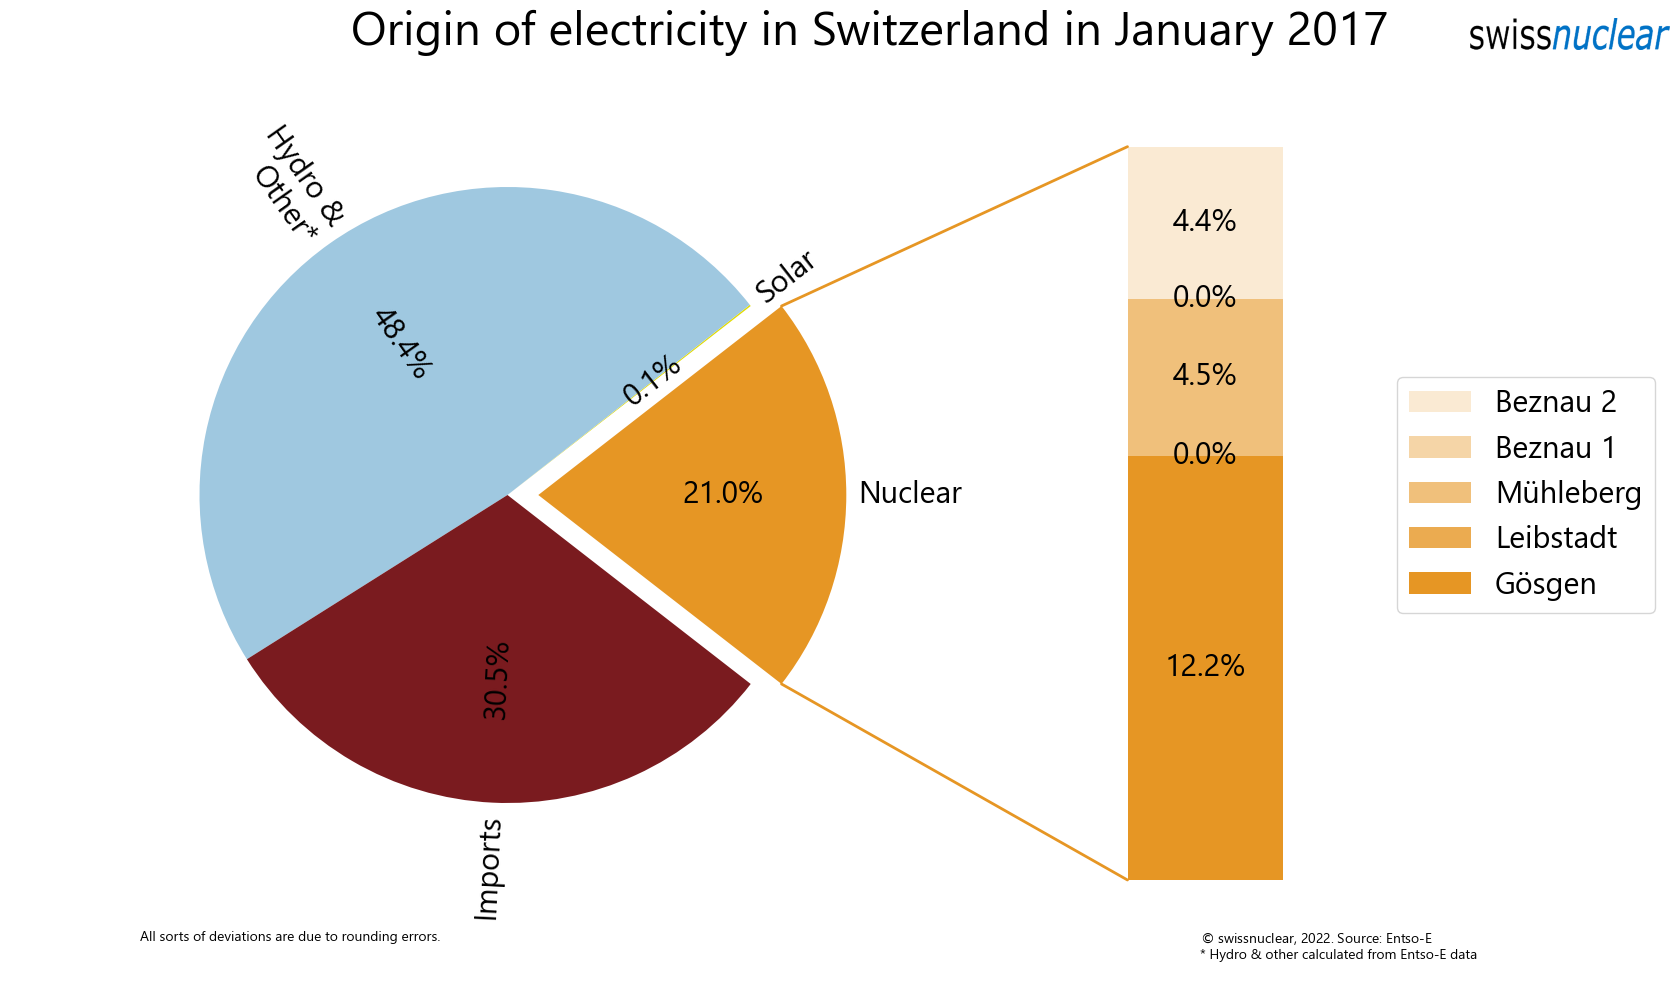 Origin of electricity in Switzerland in January 2017
swissnuclear
Hydro &
Other*
48.4%
Solar
0.1%
21.0%
Nuclear
30.5%
Imports
4.4%
0.0%
4.5%
0.0%
12.2%
Beznau 2
Beznau 1
Mühleberg
Leibstadt
Gösgen
All sorts of deviations are due to rounding errors.
© swissnuclear, 2022. Source: Entso-E
* Hydro & other calculated from Entso-E data